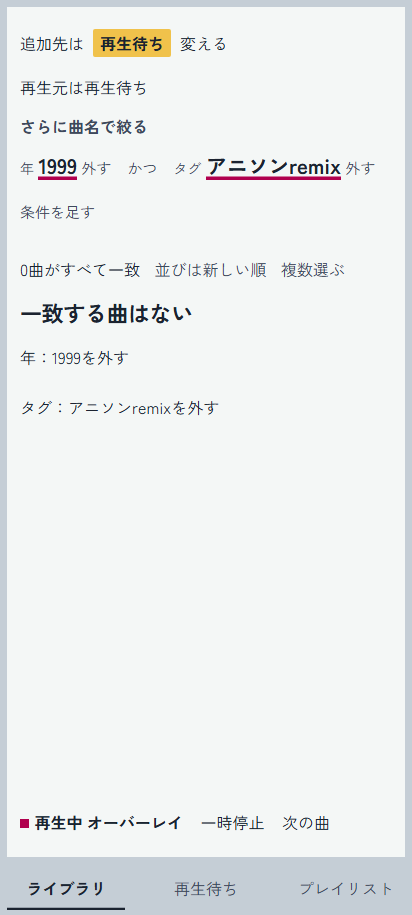 追加先は 再生待ち 変える
再生元は再生待ち
さらに曲名で絞る
年 1999 外す かつ タグ アニソンremix 外す
条件を足す
0曲がすべて一致 並びは新しい順 複数選ぶ
一致する曲はない
年：1999を外す
タグ：アニソンremixを外す
再生中 オーバーレイ 一時停止 次の曲
ライブラリ 再生待ち プレイリスト